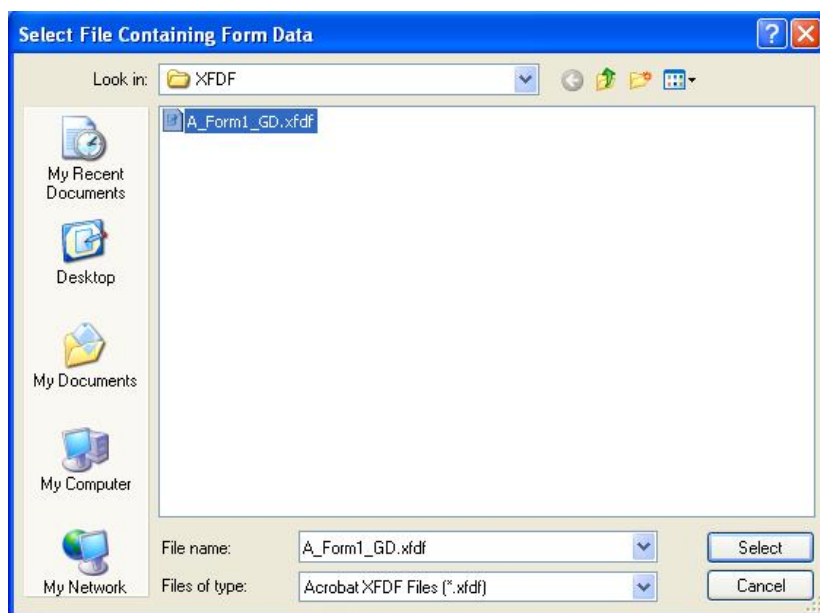 Select File Containing Form Data
Look in:
XFDF
A_Form1_GD.xfdf
My Recent
Documents
Desktop
My Documents
My Computer
My Network
File name:
A_Form1_GD.xfdf
Select
Files of type:
Acrobat XFDF Files (*.xfdf)
Cancel